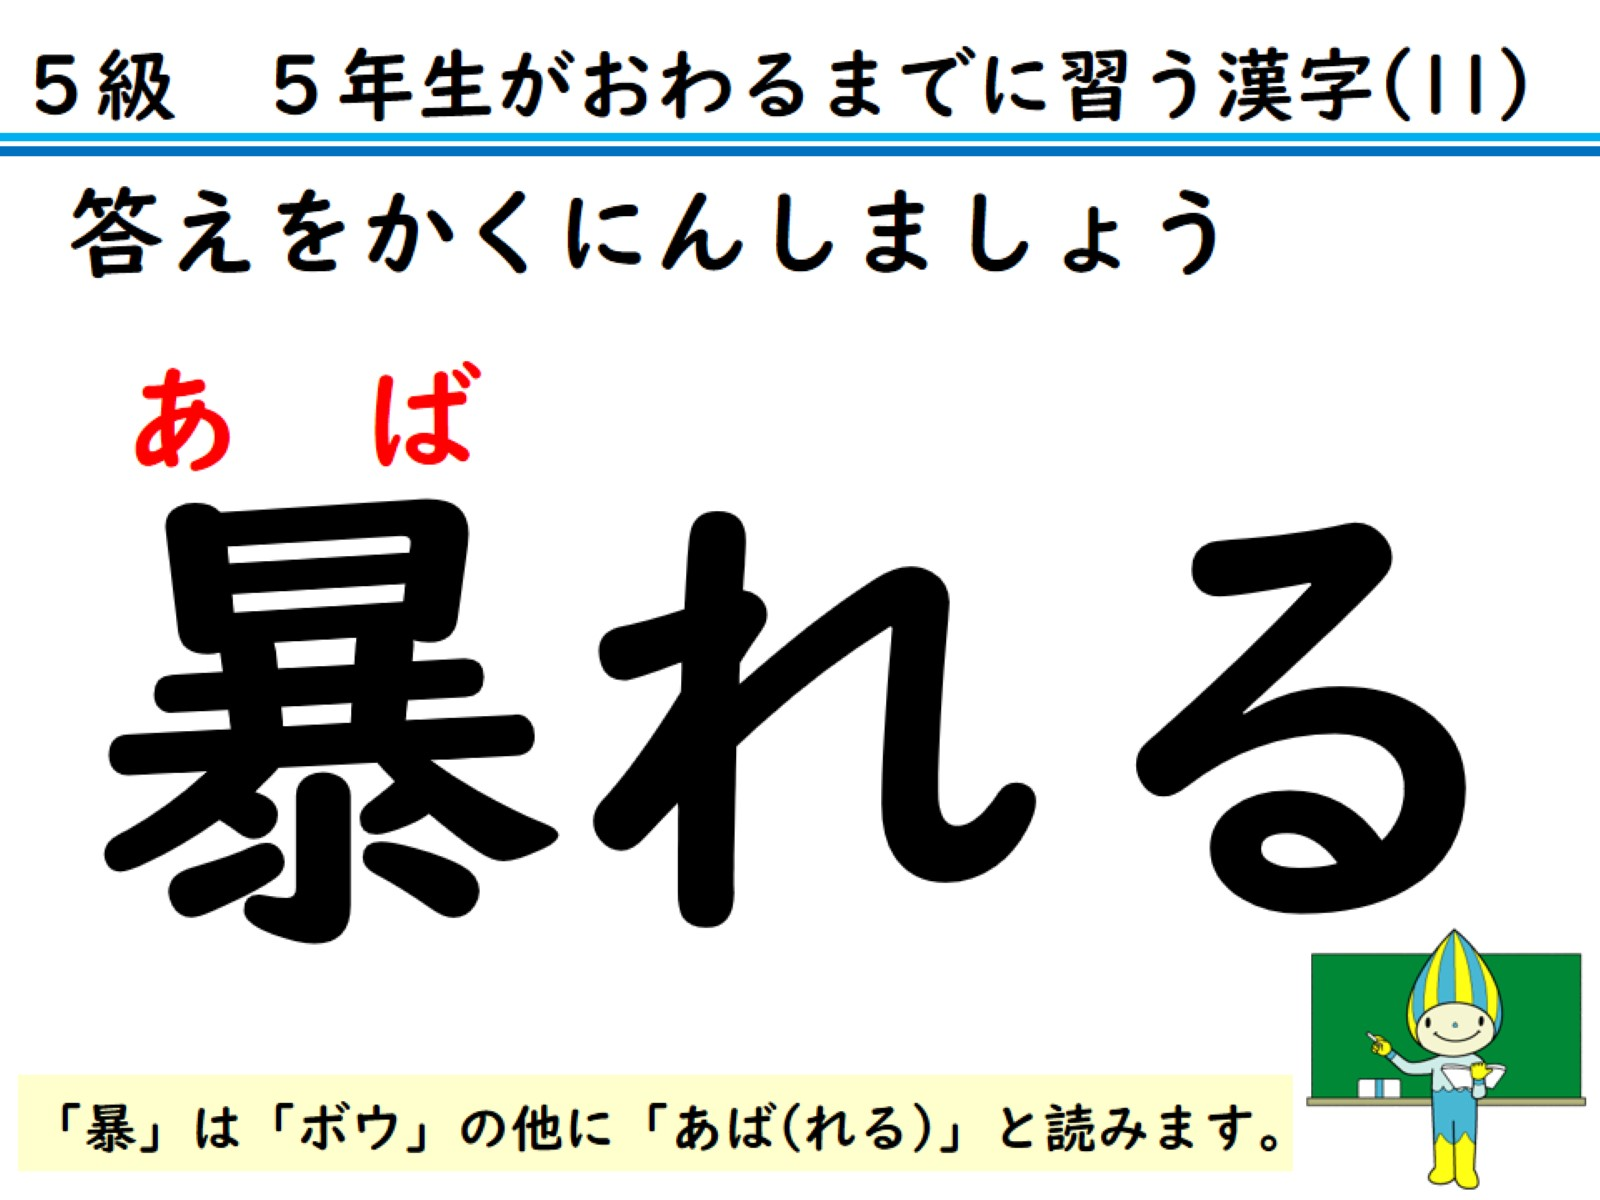 ５級　５年生がおわるまでに習う漢字(11)
答えをかくにんしましょう
あ　ば
暴れる
「暴」は「ボウ」の他に「あば(れる)」と読みます。